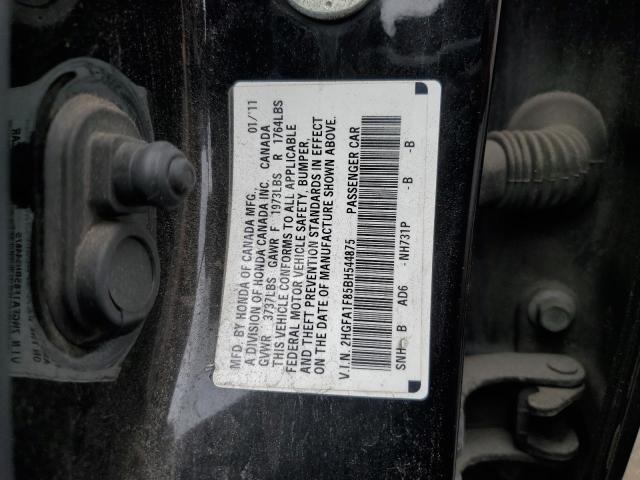 MFD. BY HONDA OF CANADA MFG. 01/11
A DIVISION OF HONDA CANADA INC. CANADA
GVWR 3737LBS GAWR F 1973LBS R 1764LBS
THIS VEHICLE CONFORMS TO ALL APPLICABLE
FEDERAL MOTOR VEHICLE SAFETY, BUMPER,
AND THEFT PREVENTION STANDARDS IN EFFECT
ON THE DATE OF MANUFACTURE SHOWN ABOVE.
V.I.N. 2HGFA1F85BH544875 PASSENGER CAR
SNH- B AD6 -NH731P -B -B